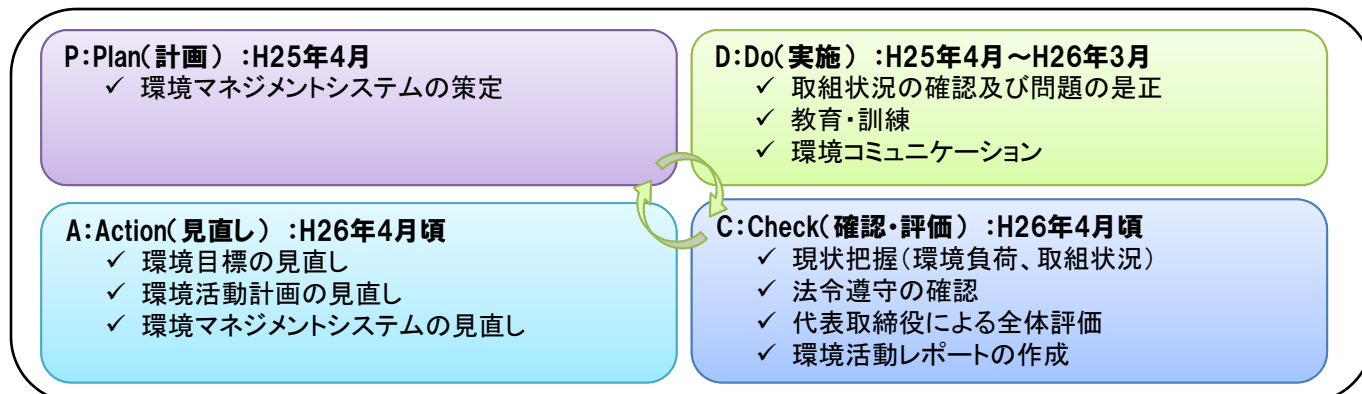 P:Plan(計画) :H25年4月
✓ 環境マネジメントシステムの策定
D:Do(実施) :H25年4月～H26年3月
✓ 取組状況の確認及び問題の是正
✓ 教育・訓練
✓ 環境コミュニケーション
A:Action(見直し) :H26年4月頃
✓ 環境目標の見直し
✓ 環境活動計画の見直し
✓ 環境マネジメントシステムの見直し
C:Check(確認・評価) :H26年4月頃
✓ 現状把握(環境負荷、取組状況)
✓ 法令遵守の確認
✓ 代表取締役による全体評価
✓ 環境活動レポートの作成